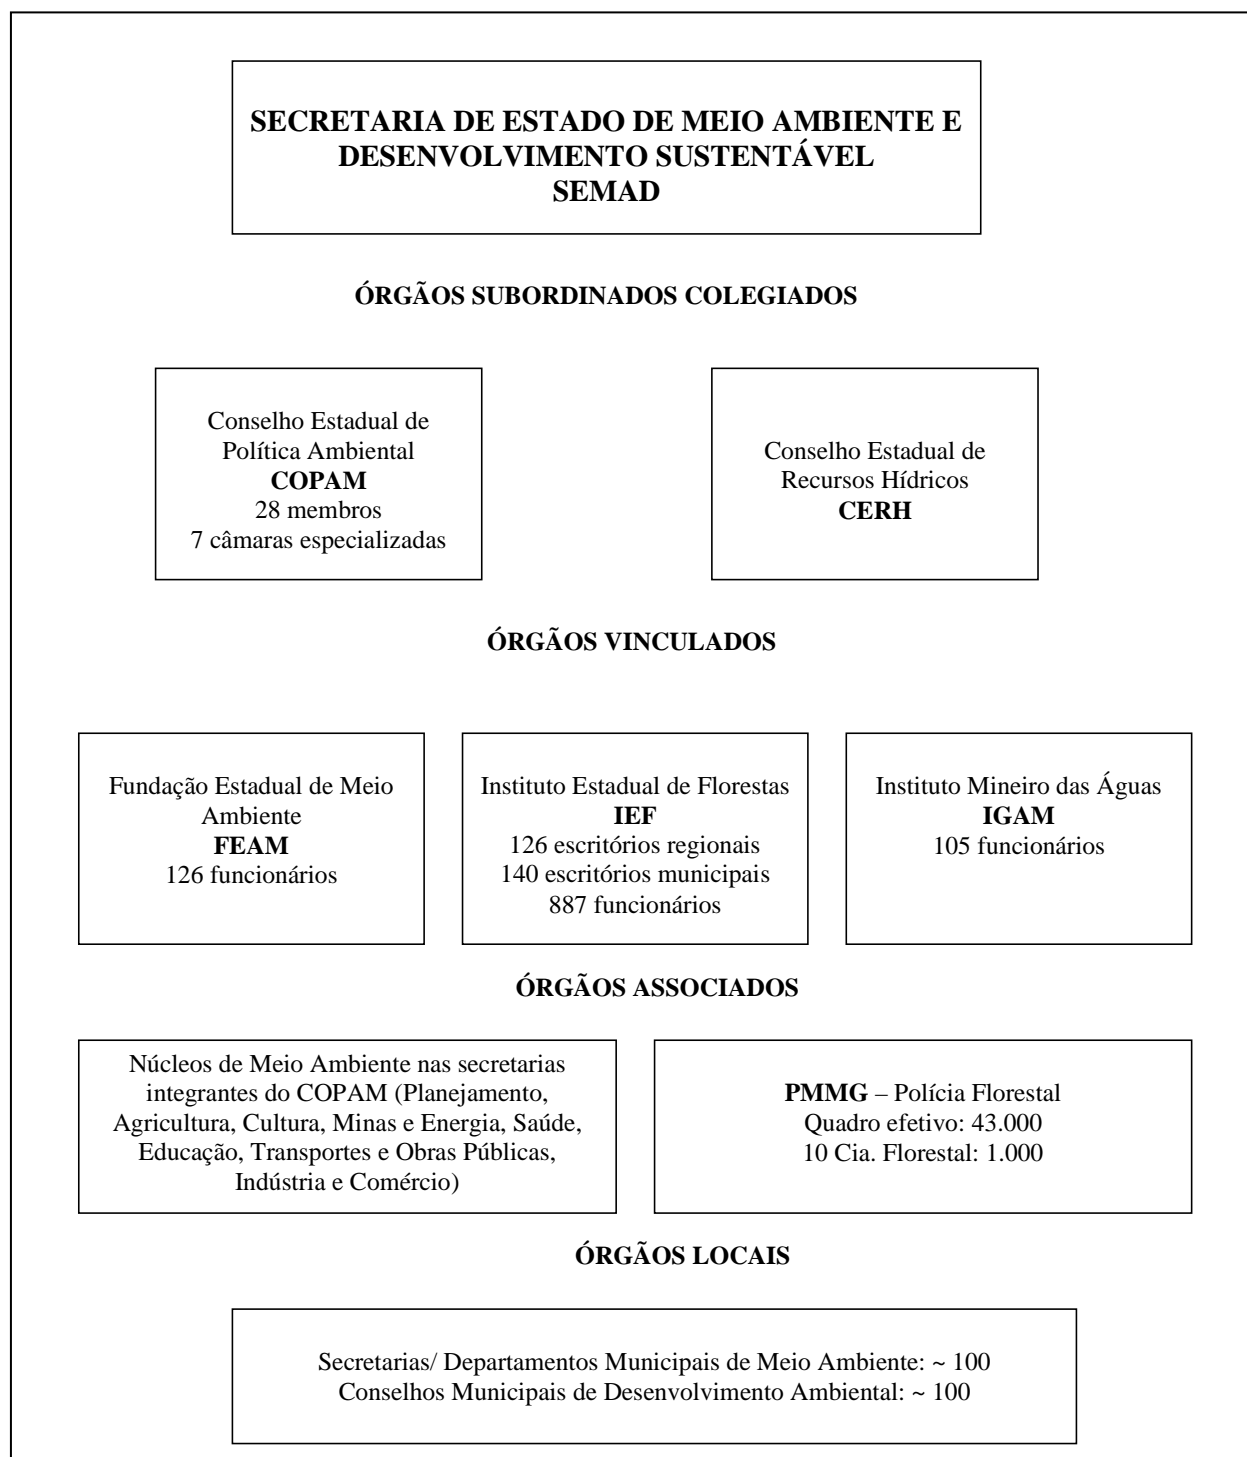 SECRETARIA DE ESTADO DE MEIO AMBIENTE E
DESENVOLVIMENTO SUSTENTÁVEL
SEMAD
ÓRGÃOS SUBORDINADOS COLEGIADOS
Conselho Estadual de
Política Ambiental
COPAM
28 membros
7 câmaras especializadas
Conselho Estadual de
Recursos Hídricos
CERH
ÓRGÃOS VINCULADOS
Fundação Estadual de Meio
Ambiente
FEAM
126 funcionários
Instituto Estadual de Florestas
IEF
126 escritórios regionais
140 escritórios municipais
887 funcionários
Instituto Mineiro das Águas
IGAM
105 funcionários
ÓRGÃOS ASSOCIADOS
Núcleos de Meio Ambiente nas secretarias
integrantes do COPAM (Planejamento,
Agricultura, Cultura, Minas e Energia, Saúde,
Educação, Transportes e Obras Públicas,
Indústria e Comércio)
PMMG – Polícia Florestal
Quadro efetivo: 43.000
10 Cia. Florestal: 1.000
ÓRGÃOS LOCAIS
Secretarias/ Departamentos Municipais de Meio Ambiente: ~ 100
Conselhos Municipais de Desenvolvimento Ambiental: ~ 100